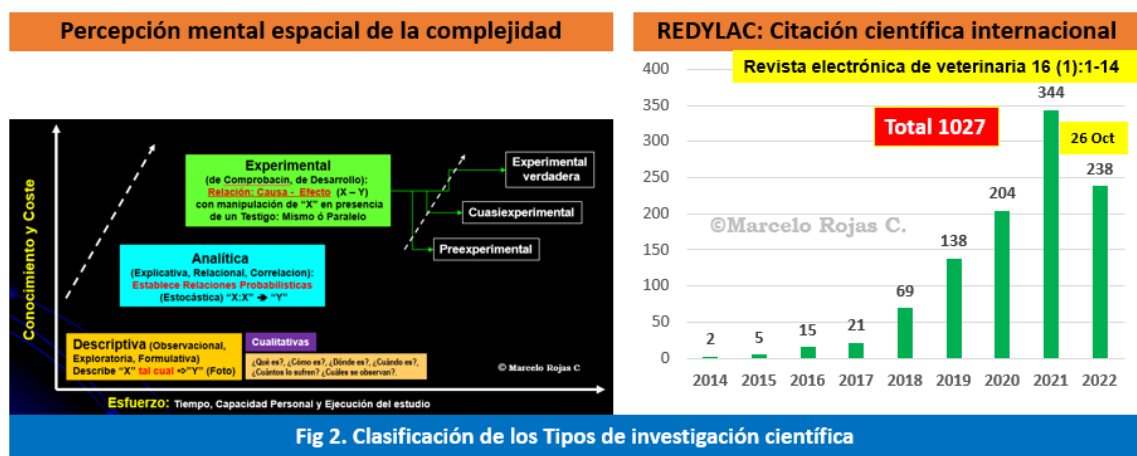 Percepción mental espacial de la complejidad
Conocimiento y Coste
Experimental
(de Comprobacin, de Desarrollo):
Relación: Causa - Efecto (X – Y)
con manipulación de “X” en presencia
de un Testigo: Mismo ó Paralelo
Experimental
verdadera
Cuasiexperimental
Preexperimental
Analítica
(Explicativa, Relacional, Correlacion):
Establece Relaciones Probabilísticas
(Estocástica) “X:X” ➔ “Y”
Descriptiva (Observacional,
Exploratoria, Formulativa)
Describe “X” tal cual ➪“Y” (Foto)
Cualitativas
¿Qué es?, ¿Cómo es?, ¿Dónde es?, ¿Cuándo es?,
¿Cuántos lo sufren? ¿Cuáles se observan?.
© Marcelo Rojas C
Esfuerzo: Tiempo, Capacidad Personal y Ejecución del estudio
REDYLAC: Citación científica internacional
Revista electrónica de veterinaria 16 (1):1-14
Total 1027
26 Oct
©Marcelo Rojas C.
400
350
300
250
200
150
100
50
0
2
5
15
21
69
138
204
344
238
2014 2015 2016 2017 2018 2019 2020 2021 2022
Fig 2. Clasificación de los Tipos de investigación científica